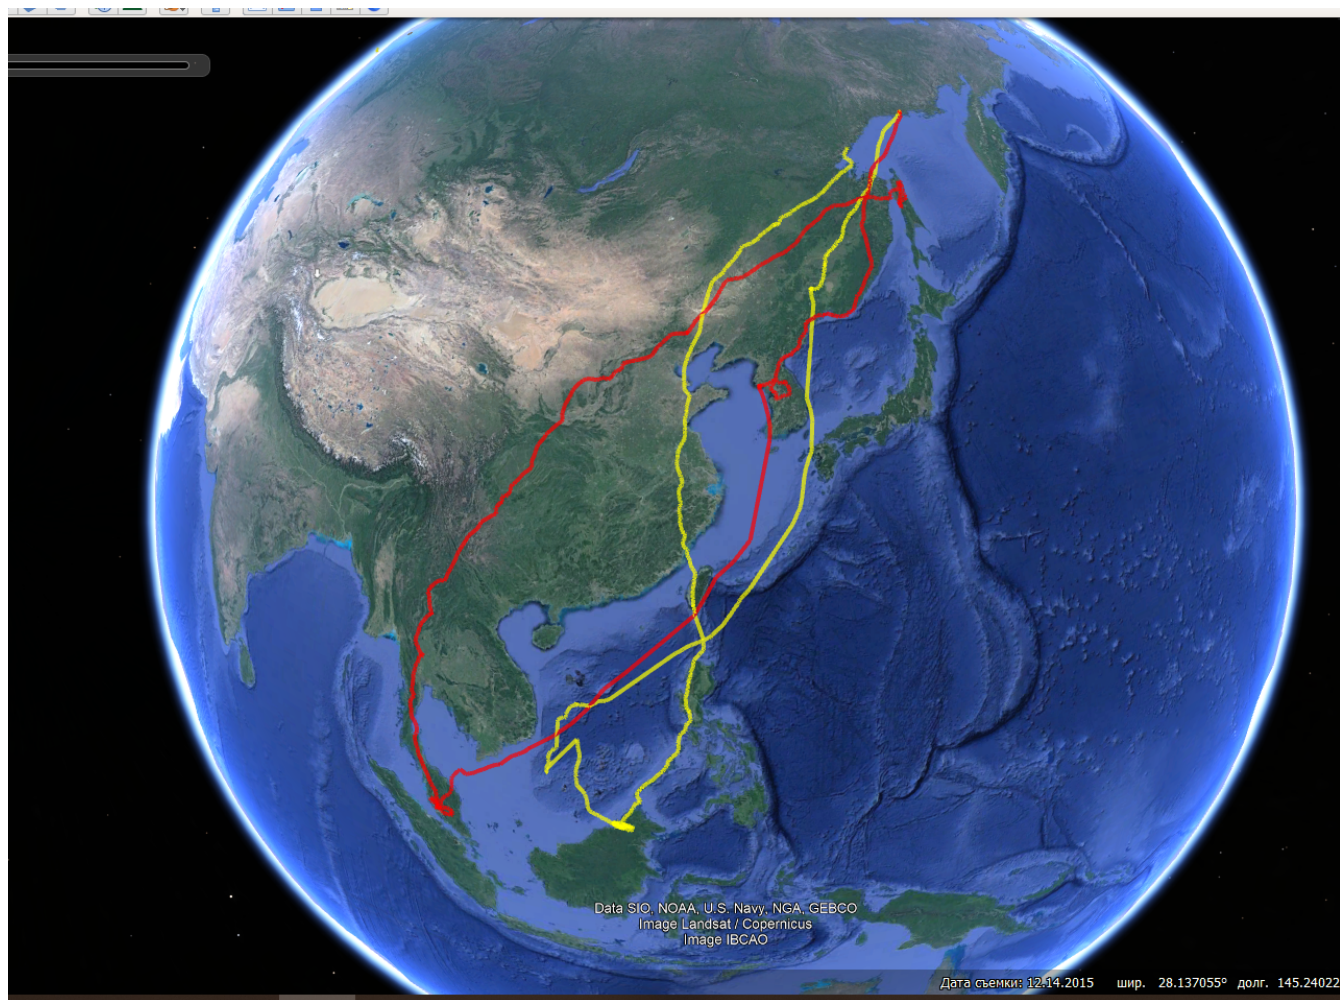 Data SIO, NOAA, U.S. Navy, NGA, GEBCO
Image Landsat / Copernicus
Image IBCAO
Дата съемки: 12.14.2015 шир. 28.137055° долг. 145.24022